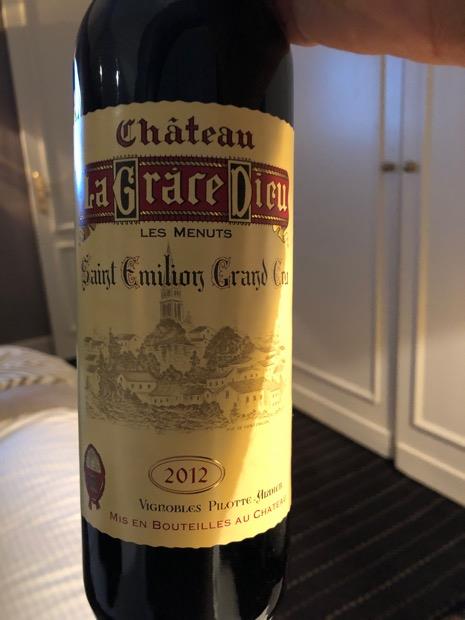 Château
La Grâce Dieu
LES MENUTS
Saint Emilion Grand Cru
2012
VIGNOBLES PILOTTE-AUDIER
MIS EN BOUTEILLES AU CHATEAU